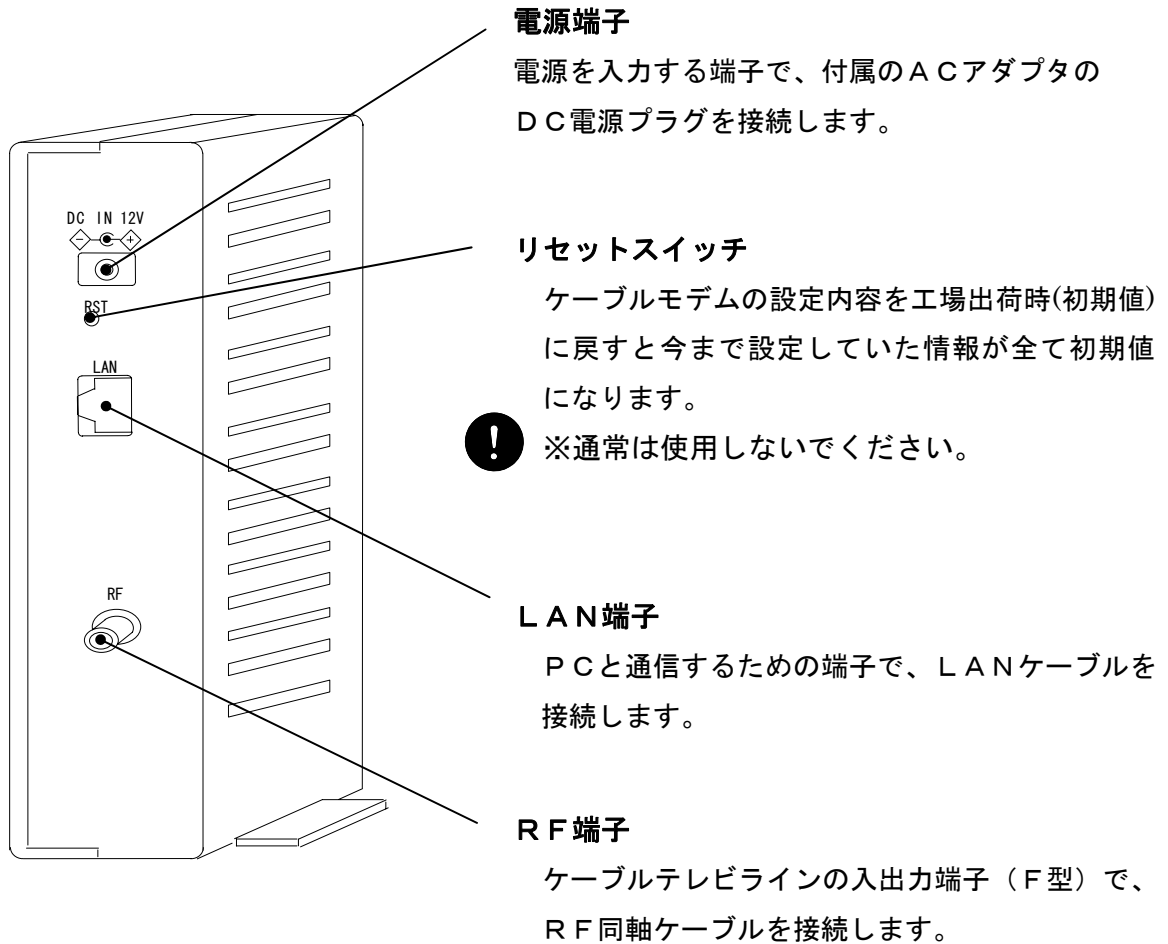 電源端子
電源を入力する端子で、付属のACアダプタの
DC電源プラグを接続します。
DC IN 12V
リセットスイッチ
RST
ケーブルモデムの設定内容を工場出荷時(初期値)
に戻すと今まで設定していた情報が全て初期値
になります。
※通常は使用しないでください。
LAN
LAN端子
PCと通信するための端子で、LANケーブルを
接続します。
RF
RF端子
ケーブルテレビラインの入出力端子(F型)で、
RF同軸ケーブルを接続します。